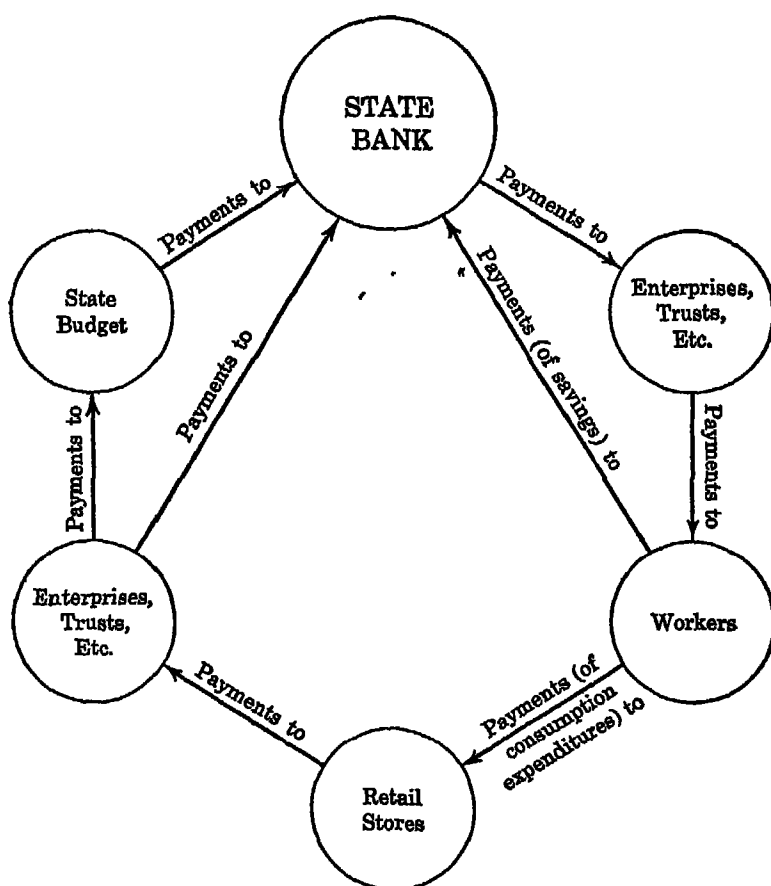 STATE
BANK
Payments to
Payments to
State
Budget
Enterprises,
Trusts,
Etc.
Payments to
Payments (of savings) to
Payments to
Payments to
Enterprises,
Trusts,
Etc.
Workers
Payments to
Payments (of
consumption
expenditures) to
Retail
Stores